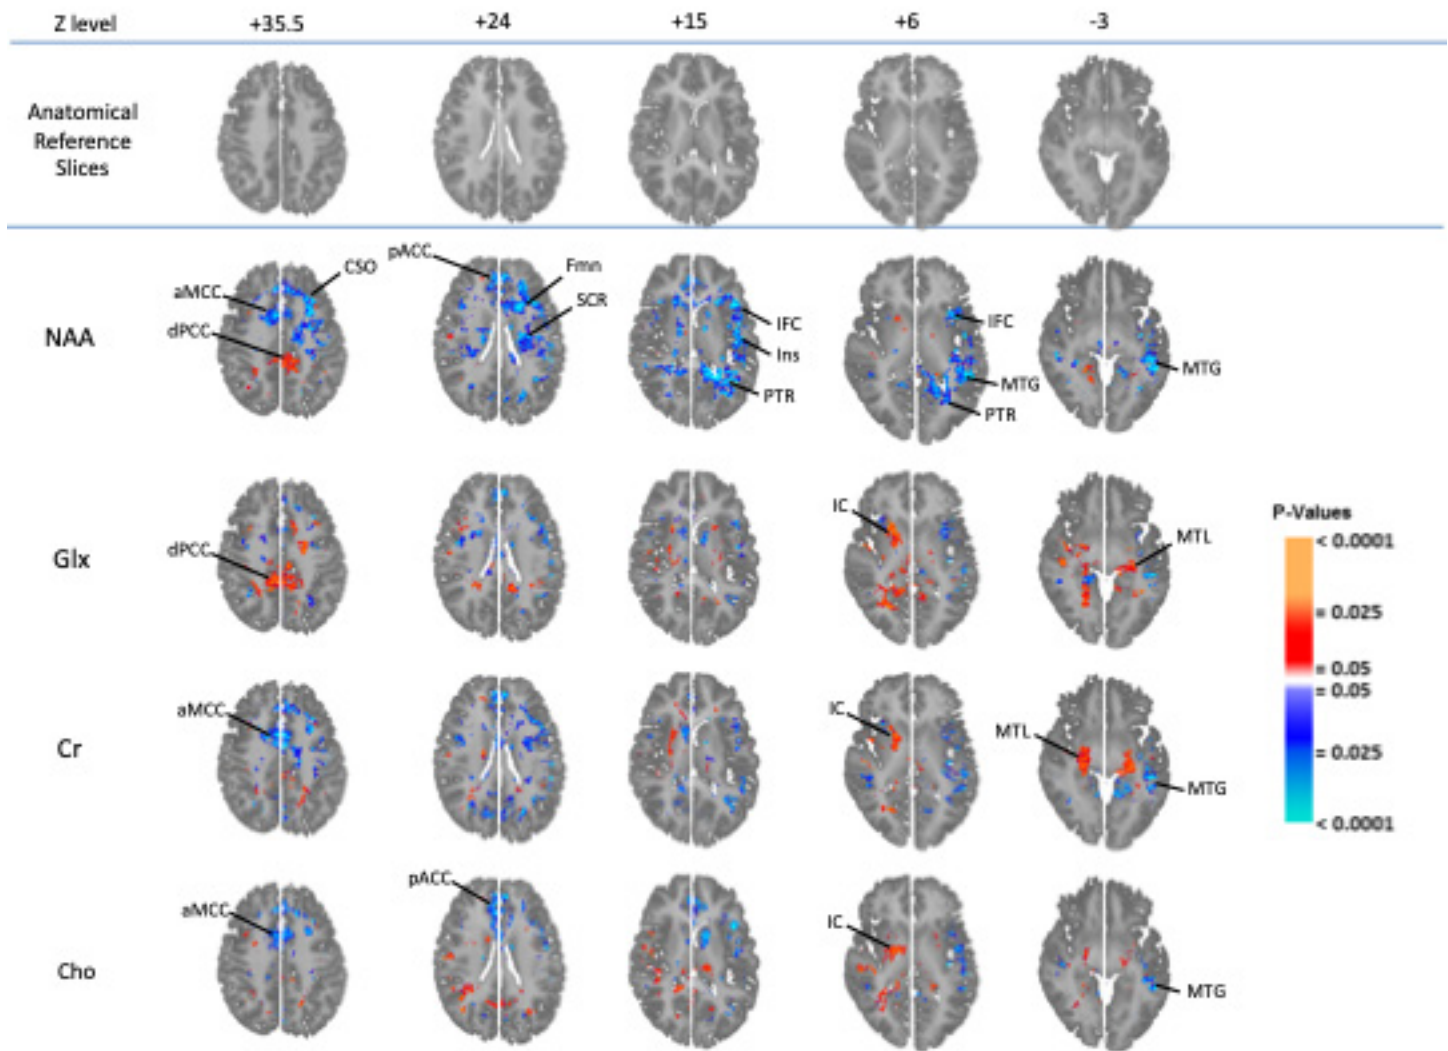 Z level +35.5 +24 +15 +6 -3
Anatomical
Reference
Slices
NAA
aMCC
CSO
dPCC
pACC
Fmn
SCR
IFC
Ins
PTR
IFC
MTG
PTR
MTG
Glx
dPCC
IC
MTL
Cr
aMCC
IC
MTL
MTG
Cho
aMCC
pACC
IC
MTG
P-Values
< 0.0001
= 0.025
= 0.05
= 0.05
= 0.025
< 0.0001